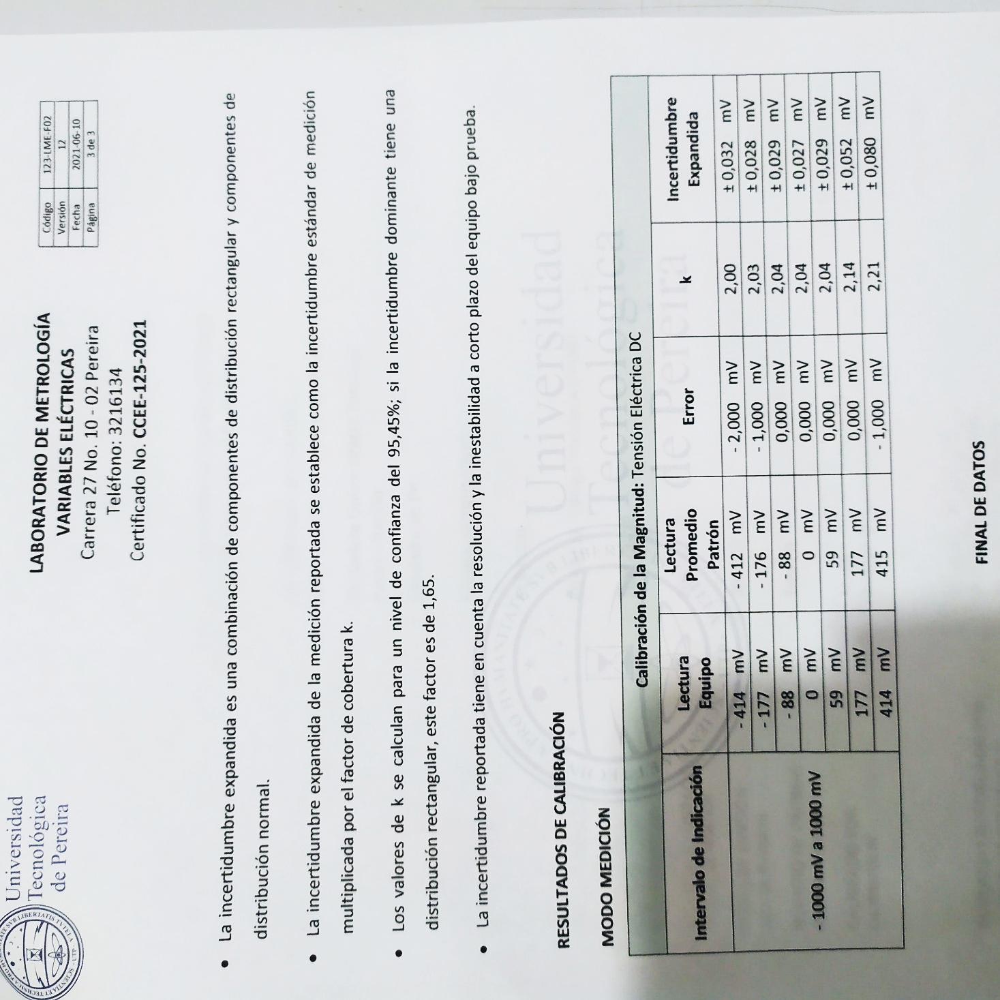 Universidad
Tecnológica
de Pereira
LABORATORIO DE METROLOGÍA
VARIABLES ELÉCTRICAS
Carrera 27 No. 10 - 02 Pereira
Teléfono: 3216134
Certificado No. CCEE-125-2021
Código 123-LME-F02
Versión 12
Fecha 2021-06-10
Página 3 de 3
• La incertidumbre expandida es una combinación de componentes de distribución rectangular y componentes de
distribución normal.
• La incertidumbre expandida de la medición reportada se establece como la incertidumbre estándar de medición
multiplicada por el factor de cobertura k.
• Los valores de k se calculan para un nivel de confianza del 95,45%; si la incertidumbre dominante tiene una
distribución rectangular, este factor es de 1,65.
• La incertidumbre reportada tiene en cuenta la resolución y la inestabilidad a corto plazo del equipo bajo prueba.
Universidad
Tecnológica
de Pereira
RESULTADOS DE CALIBRACIÓN
MODO MEDICIÓN
Calibración de la Magnitud: Tensión Eléctrica DC
Intervalo de Indicación
Lectura
Equipo
Lectura
Promedio
Patrón
Error
k
Incertidumbre
Expandida
- 1000 mV a 1000 mV
- 414 mV - 412 mV - 2,000 mV 2,00 ± 0,032 mV
- 177 mV - 176 mV - 1,000 mV 2,03 ± 0,028 mV
- 88 mV - 88 mV 0,000 mV 2,04 ± 0,029 mV
0 mV 0 mV 0,000 mV 2,04 ± 0,027 mV
59 mV 59 mV 0,000 mV 2,04 ± 0,029 mV
177 mV 177 mV 0,000 mV 2,14 ± 0,052 mV
414 mV 415 mV - 1,000 mV 2,21 ± 0,080 mV
FINAL DE DATOS